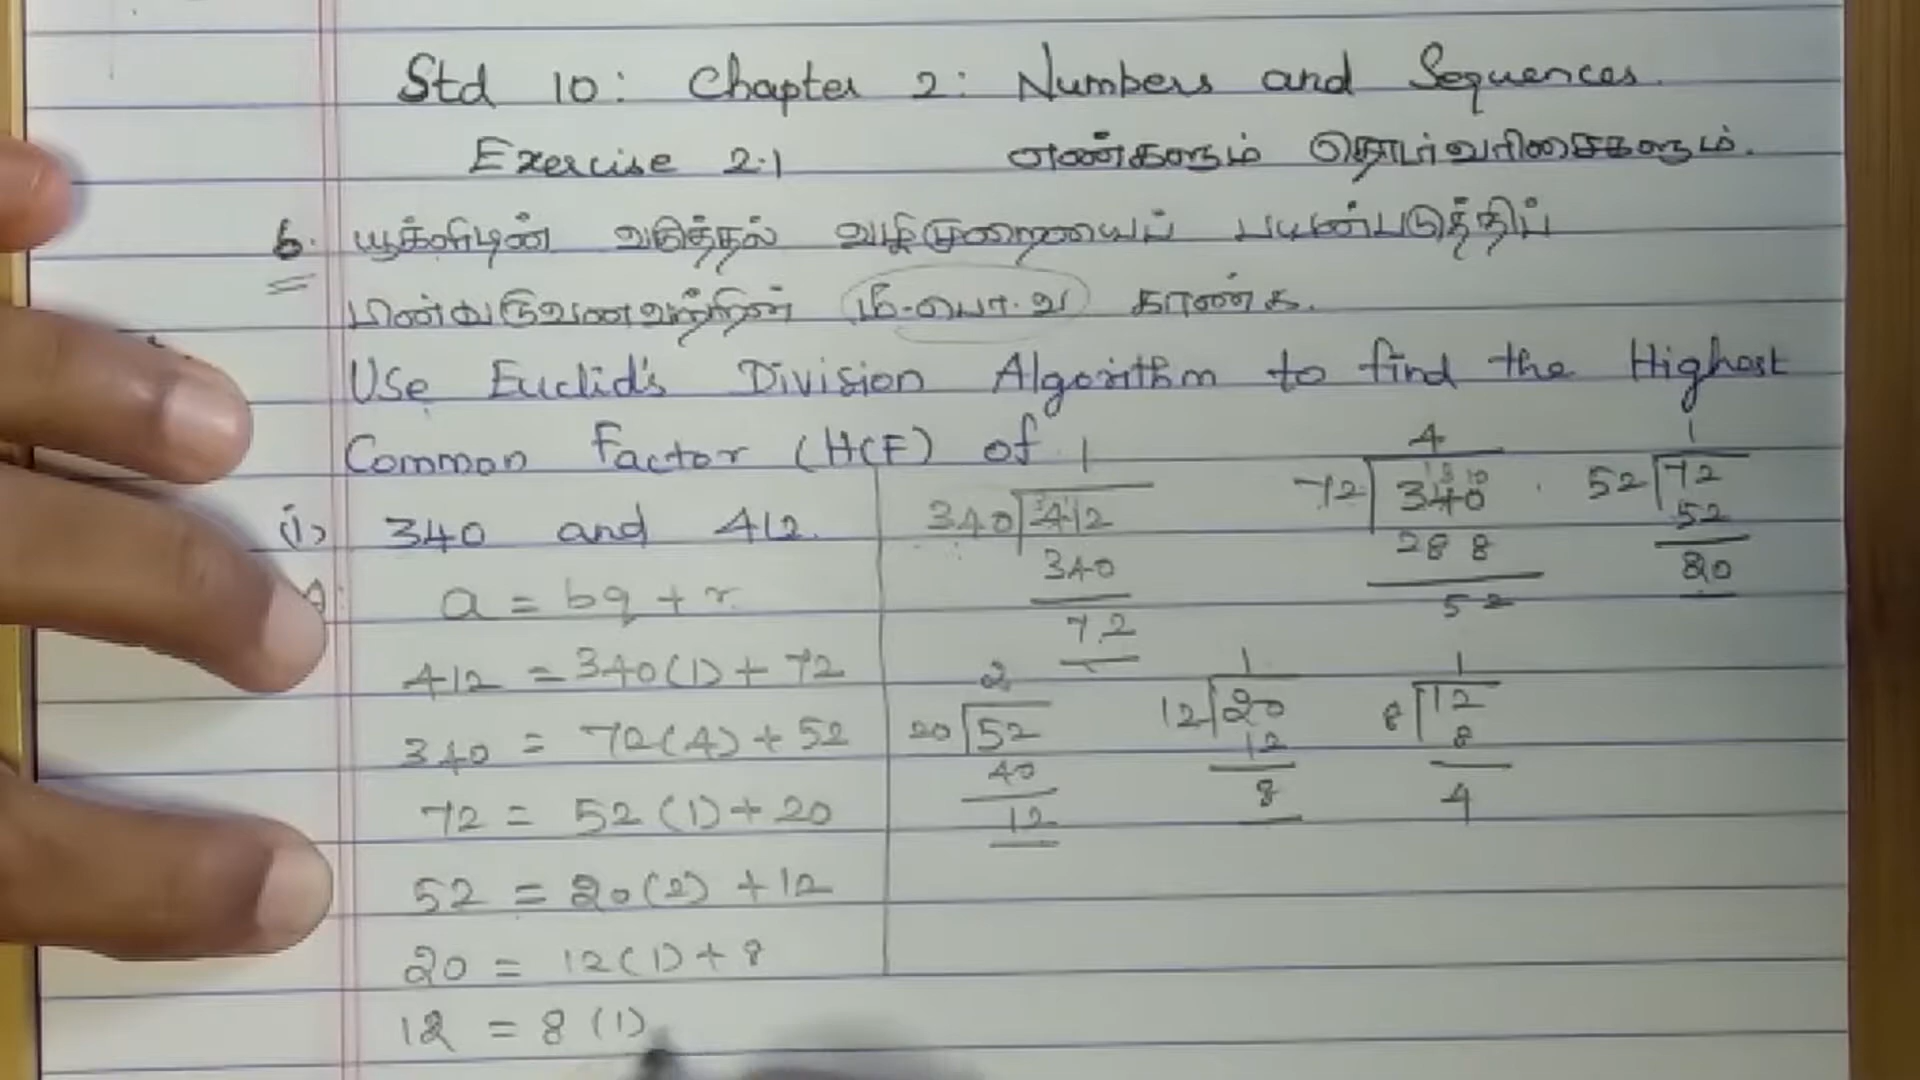 Std 10: Chapter 2: Numbers and Sequences.
Exercise 2.1 எண்களும் தொடர்வரிசைகளும்.
6. யூக்ளிடின் வகுத்தல் வழிமுறையைப் பயன்படுத்திப்
பின்வருவனவற்றின் மீ.பொ.வ காண்க.
Use Euclid's Division Algorithm to find the Highest
Common Factor (HCF) of
(i) 340 and 412.
a = bq + r
412 = 340(1) + 72
340 = 72(4) + 52
72 = 52(1) + 20
52 = 20(2) + 12
20 = 12(1) + 8
12 = 8(1)
1
340 412
340
72
4
72 340
288
52
1
52 72
52
20
2
20 52
40
12
1
12 20
12
8
1
8 12
8
4